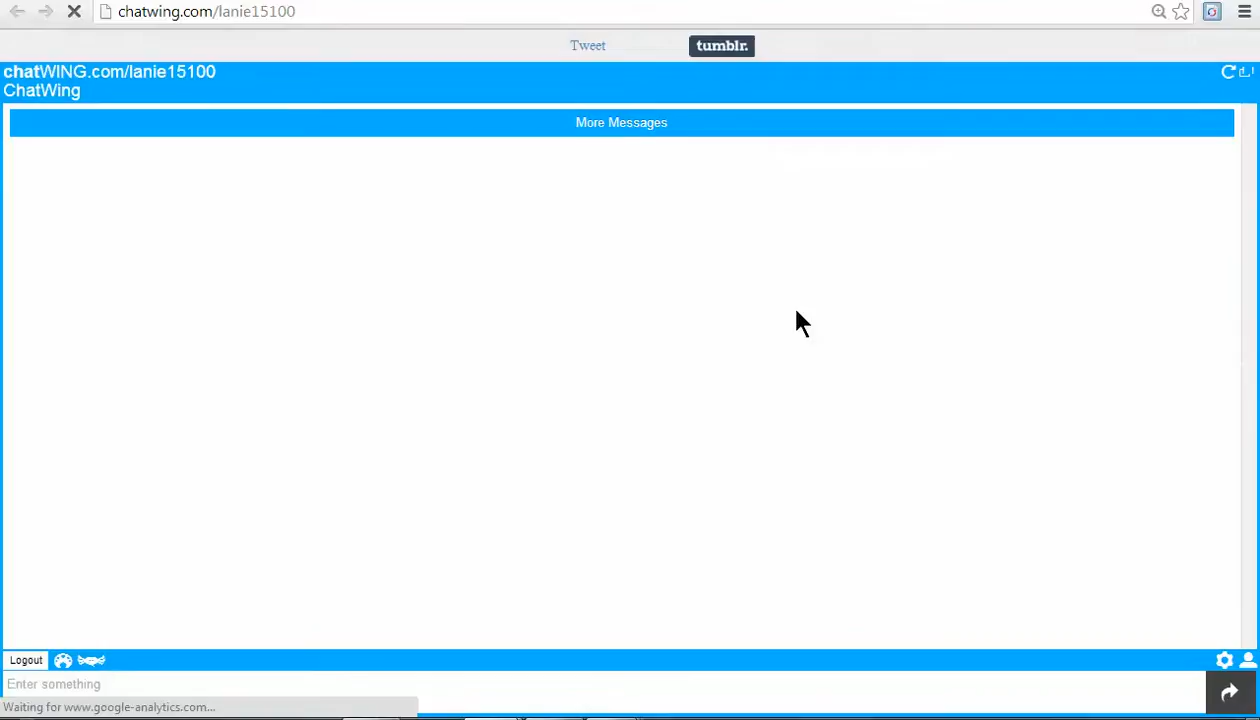 chatwing.com/lanie15100
Tweet
tumblr.
chatWING.com/lanie15100
ChatWing
More Messages
Logout
Enter something
Waiting for www.google-analytics.com...